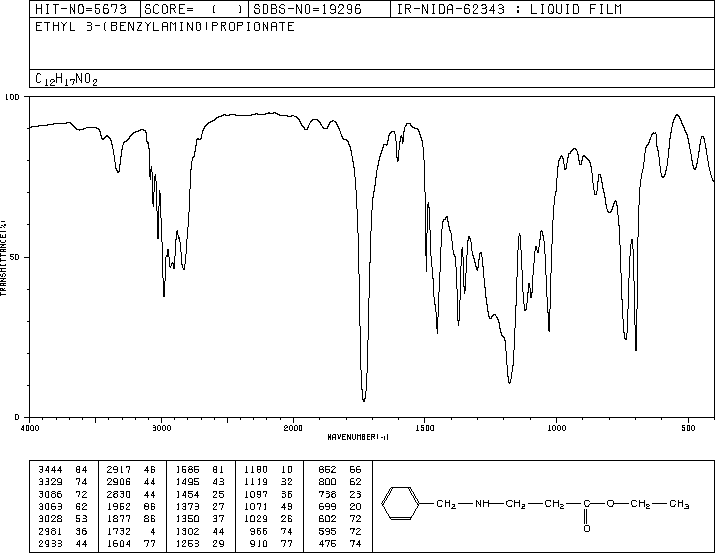 HIT-NO=5673 SCORE= ( ) SDBS-NO=19296 IR-NIDA-62343 : LIQUID FILM
ETHYL 3-(BENZYLAMINO)PROPIONATE
C12H17NO2
100
50
0
TRANSMITTANCE(%)
4000 3000 2000 1500 1000 500
WAVENUMBER(-1)
3444 84 2917 46 1586 81 1180 10 852 66
3329 74 2906 44 1495 43 1119 32 800 62
3086 72 2830 44 1454 25 1097 36 738 23
3063 62 1952 86 1373 27 1071 49 699 20
3028 53 1877 86 1350 37 1029 26 602 72
2981 36 1732 4 1302 44 966 74 595 72
2933 44 1604 77 1253 29 910 77 475 74
CH2 NH CH2 CH2 C O CH2 CH3
O